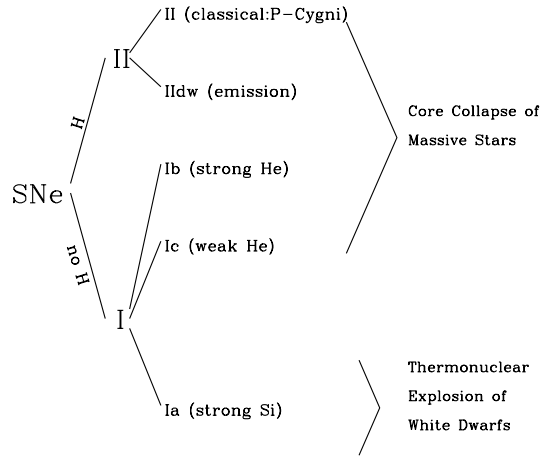 II (classical:P-Cygni)
II
IIdw (emission)
H
Core Collapse of
Massive Stars
Ib (strong He)
SNe
Ic (weak He)
no H
I
Thermonuclear
Explosion of
White Dwarfs
Ia (strong Si)